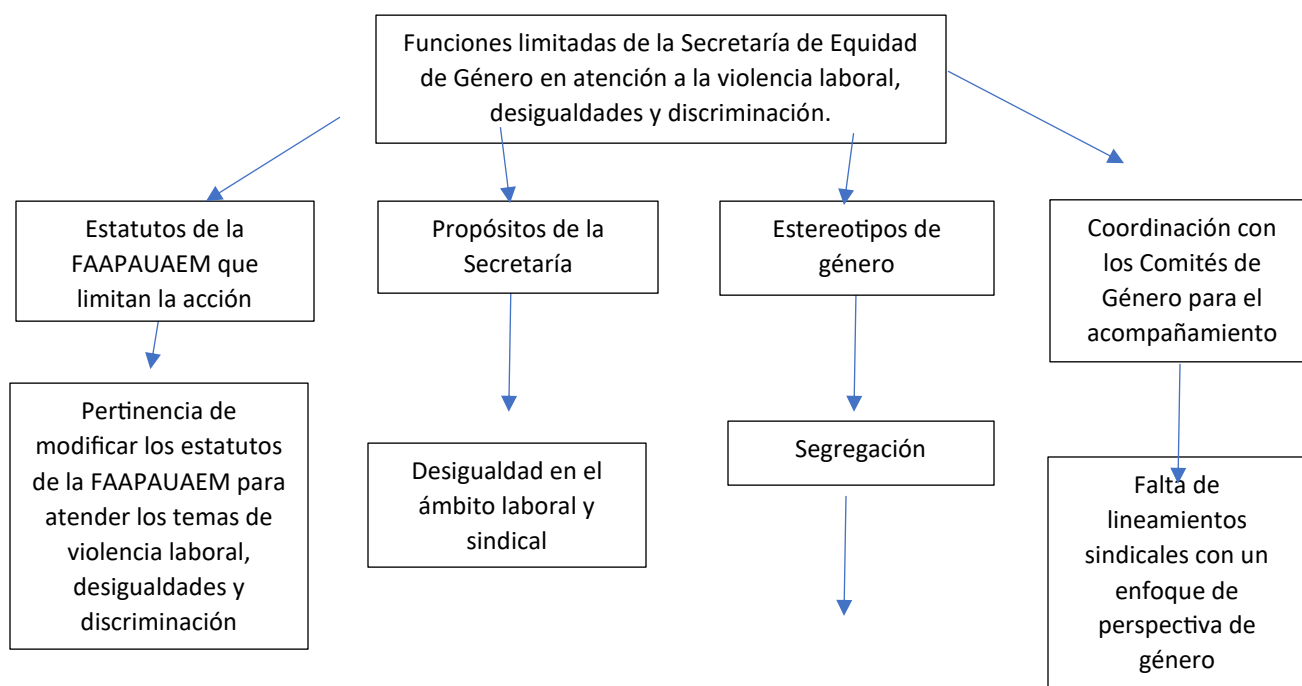 Funciones limitadas de la Secretaría de Equidad
de Género en atención a la violencia laboral,
desigualdades y discriminación.
Estatutos de la
FAAPAUAEM que
limitan la acción
Propósitos de la
Secretaría
Estereotipos de
género
Coordinación con
los Comités de
Género para el
acompañamiento
Pertinencia de
modificar los estatutos
de la FAAPAUAEM para
atender los temas de
violencia laboral,
desigualdades y
discriminación
Desigualdad en el
ámbito laboral y
sindical
Segregación
Falta de
lineamientos
sindicales con un
enfoque de
perspectiva de
género